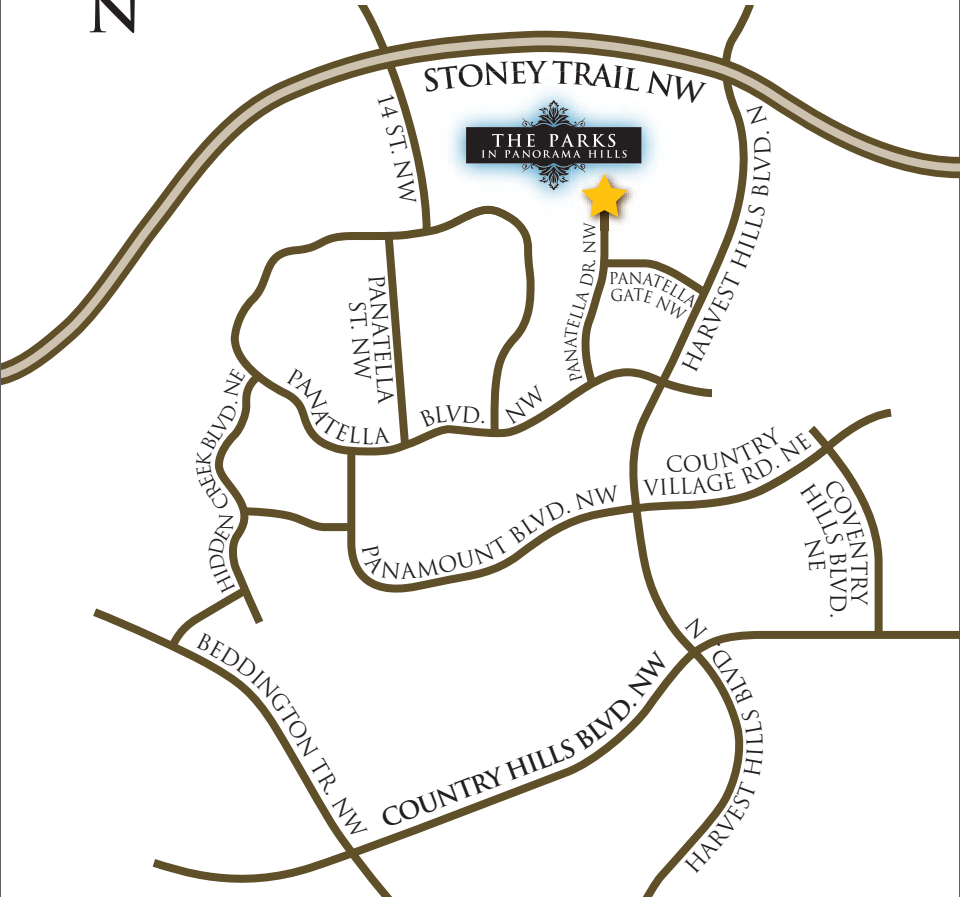 N
STONEY TRAIL NW
14 ST. NW
THE PARKS
IN PANORAMA HILLS
HARVEST HILLS BLVD. N
PANATELLA DR. NW
PANATELLA
GATE NW
PANATELLA
ST. NW
PANATELLA BLVD. NW
HIDDEN CREEK BLVD. NE
COUNTRY
VILLAGE RD. NE
PANAMOUNT BLVD. NW
COVENTRY
HILLS BLVD.
NE
BEDDINGTON TR. NW
COUNTRY HILLS BLVD. NW
HARVEST HILLS BLVD. N